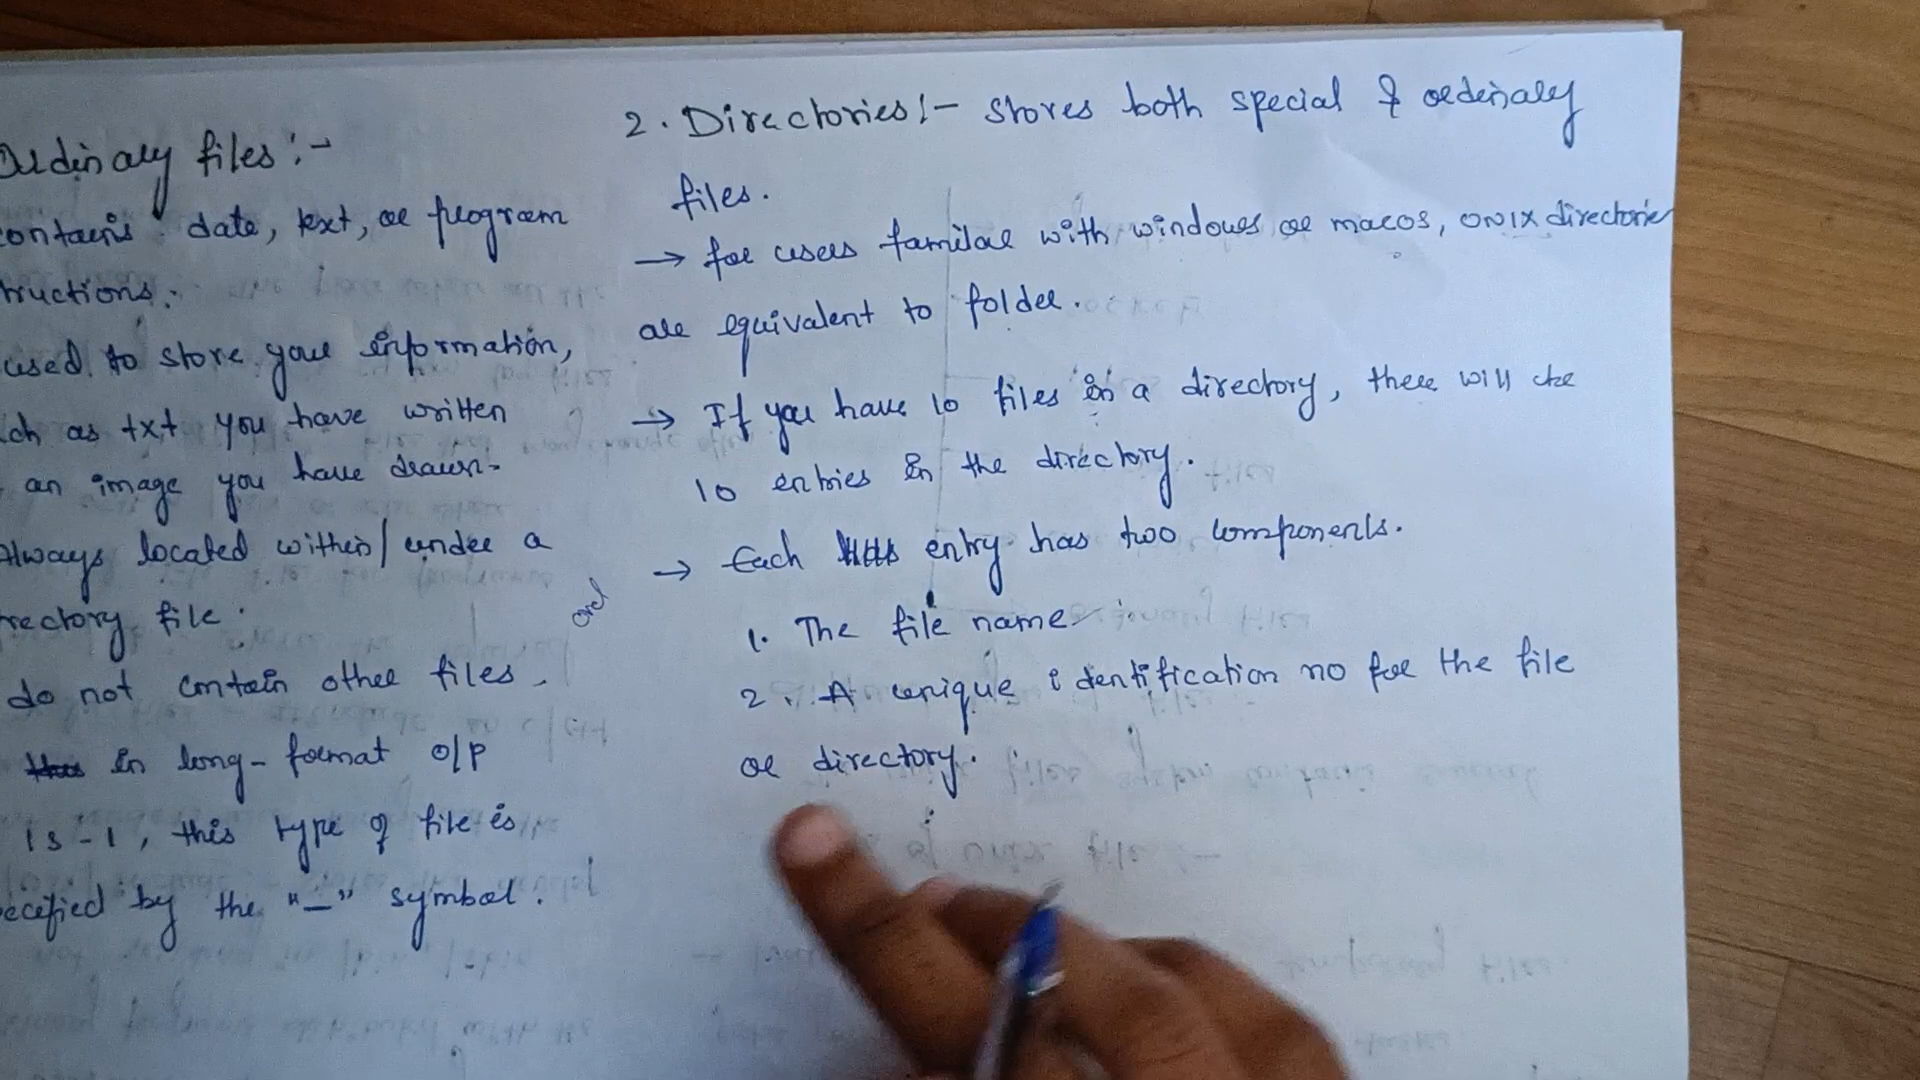 Ordinary files :-
contains date, text, or program
tructions.
used to store your information,
ch as txt you have written
an image you have drawn.
Always located within/under a
rectory file.
do not contain other files.
in long-format o/p
ls-l, this type of file is
ecified by the "-" symbol.
2. Directories :- stores both special & ordinary
files.
→ for users familar with windows or macos, UNIX directories
are equivalent to folder.
→ If you have 10 files in a directory, there will be
10 entries in the directory.
→ Each entry has two components.
and
1. The file name
2. A unique identification no for the file
or directory.